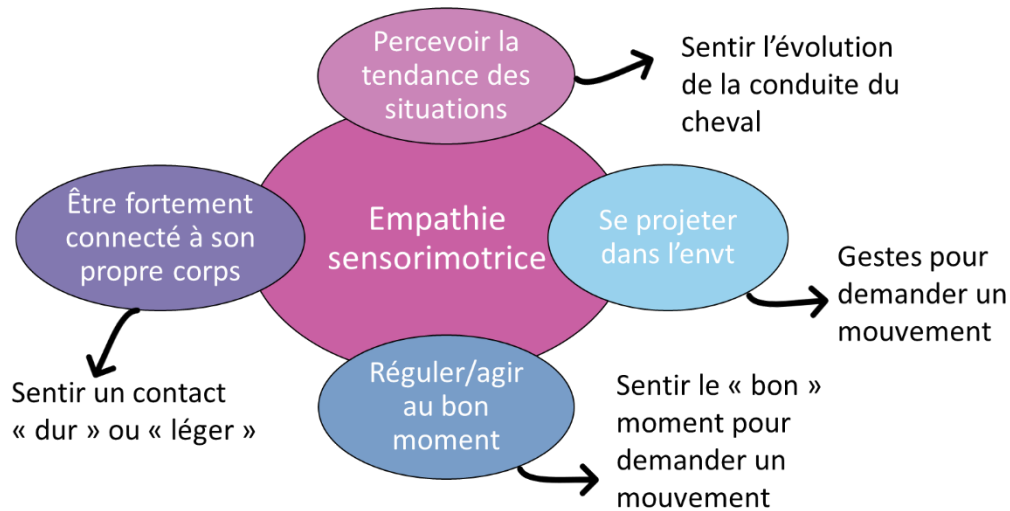 Percevoir la
tendance des
situations
Sentir l’évolution
de la conduite du
cheval
Être fortement
connecté à son
propre corps
Empathie
sensorimotrice
Se projeter
dans l’envt
Gestes pour
demander un
mouvement
Réguler/agir
au bon
moment
Sentir un contact
« dur » ou « léger »
Sentir le « bon »
moment pour
demander un
mouvement